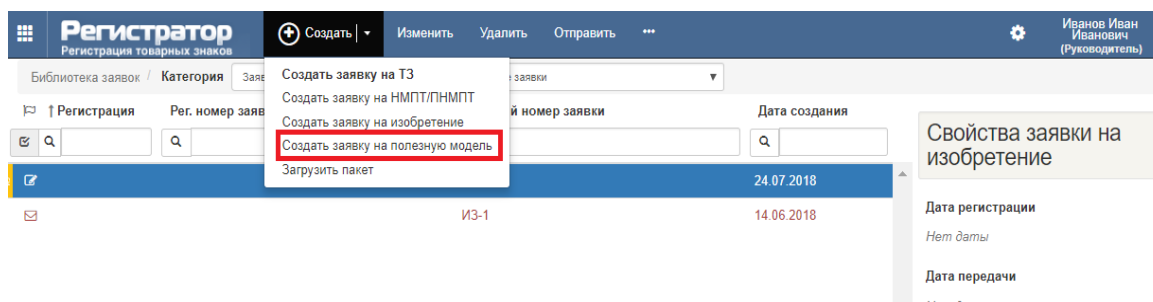 Регистратор
Регистрация товарных знаков
Создать
Изменить
Удалить
Отправить
Иванов Иван
Иванович
(Руководитель)
Библиотека заявок / Категория
Создать заявку на ТЗ
Создать заявку на НМПТ/ПНМПТ
Создать заявку на изобретение
Создать заявку на полезную модель
Загрузить пакет
заявки
Регистрация
Рег. номер
номер заявки
Дата создания
24.07.2018
ИЗ-1
14.06.2018
Свойства заявки на
изобретение
Дата регистрации
Нет даты
Дата передачи